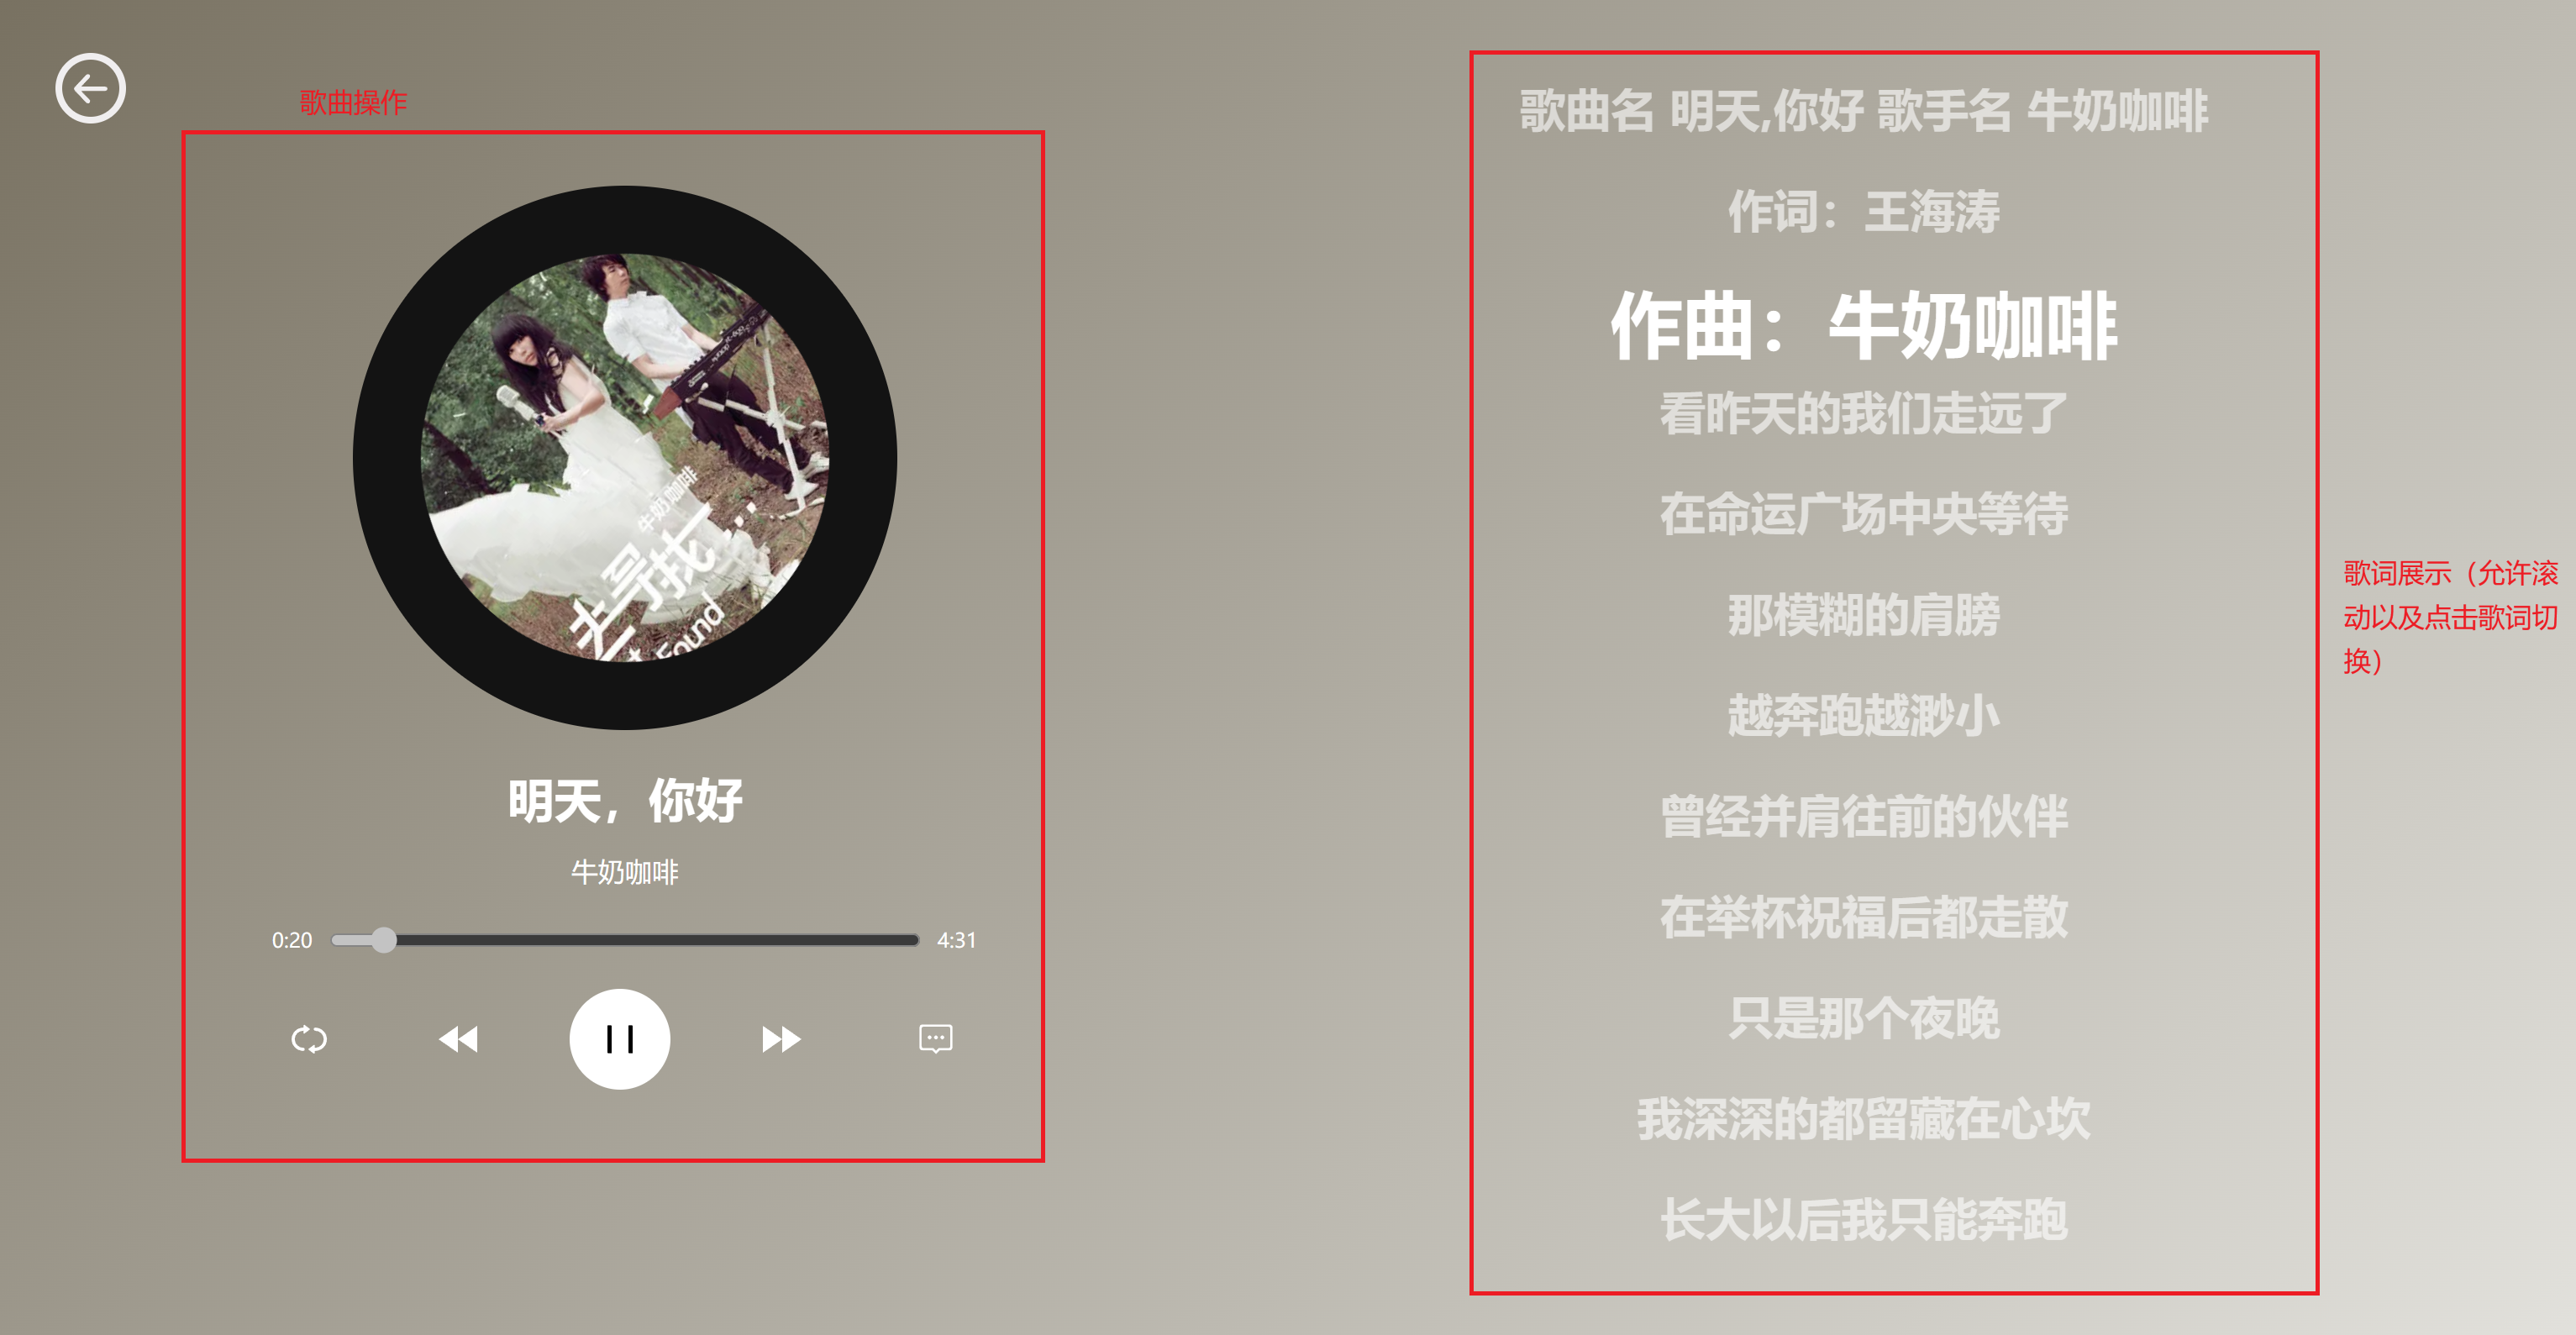 歌曲操作
牛奶咖啡
去寻找...
Found
明天，你好
牛奶咖啡
0:20
4:31
歌曲名 明天,你好 歌手名 牛奶咖啡
作词：王海涛
作曲：牛奶咖啡
看昨天的我们走远了
在命运广场中央等待
那模糊的肩膀
越奔跑越渺小
曾经并肩往前的伙伴
在举杯祝福后都走散
只是那个夜晚
我深深的都留藏在心坎
长大以后我只能奔跑
歌词展示（允许滚
动以及点击歌词切
换）